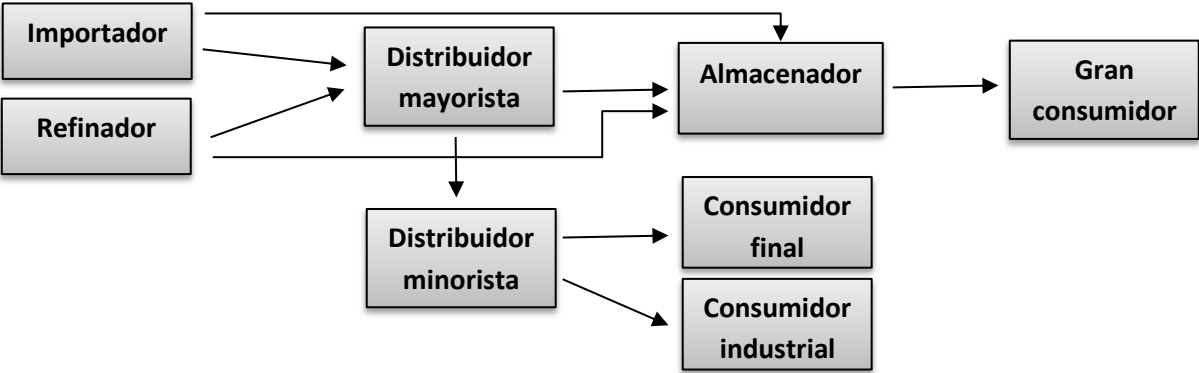 Importador
Refinador
Distribuidor
mayorista
Almacenador
Gran
consumidor
Distribuidor
minorista
Consumidor
final
Consumidor
industrial